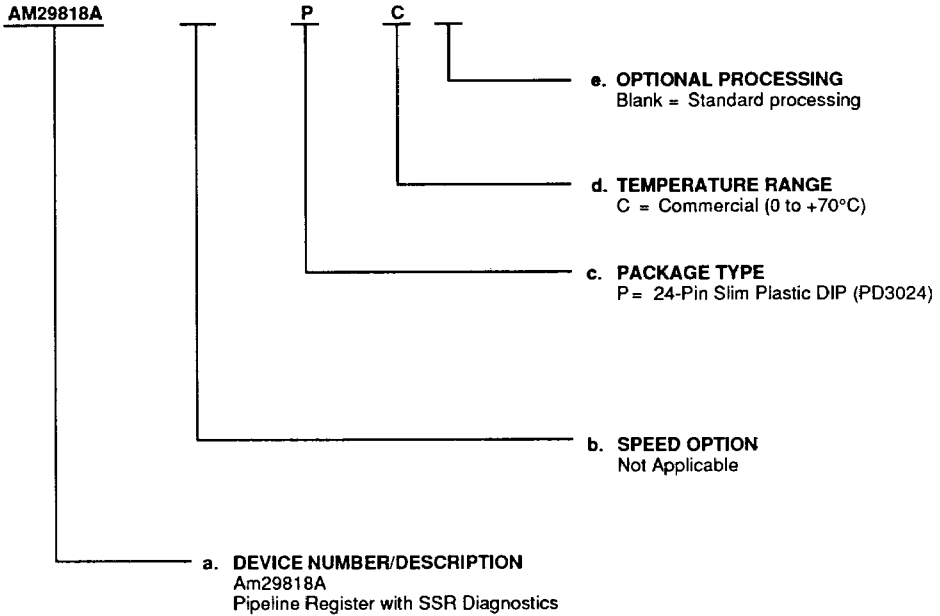 AM29818A P C
e. OPTIONAL PROCESSING
Blank = Standard processing
d. TEMPERATURE RANGE
C = Commercial (0 to +70°C)
c. PACKAGE TYPE
P = 24-Pin Slim Plastic DIP (PD3024)
b. SPEED OPTION
Not Applicable
a. DEVICE NUMBER/DESCRIPTION
Am29818A
Pipeline Register with SSR Diagnostics